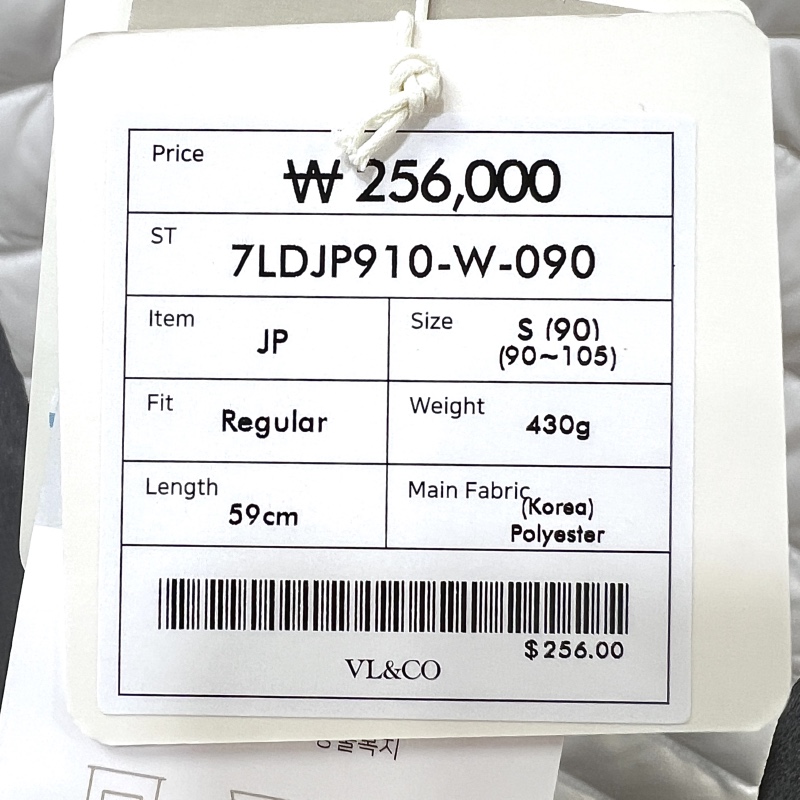 Price
₩ 256,000
ST
7LDJP910-W-090
Item
JP
Size
S (90)
(90~105)
Fit
Regular
Weight
430g
Length
59cm
Main Fabric
(Korea)
Polyester
$256.00
VL&CO